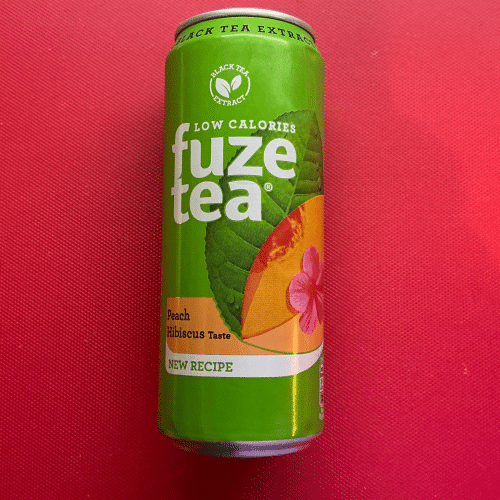 BLACK TEA EXTRACT
BLACK TEA
EXTRACT
LOW CALORIES
fuze
tea®
Peach
Hibiscus Taste
NEW RECIPE